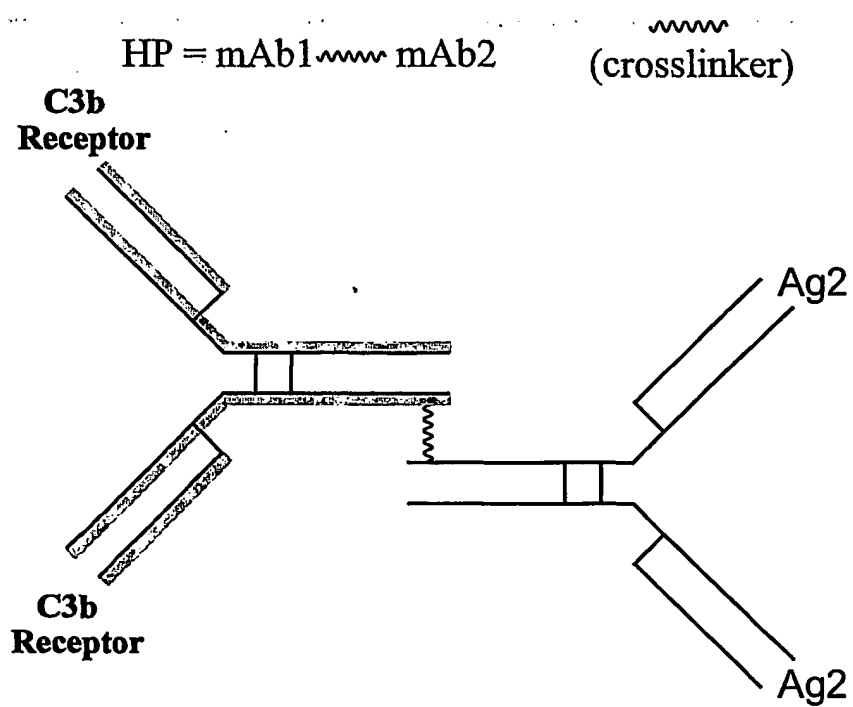 HP = mAb1 mAb2
(crosslinker)
C3b
Receptor
Ag2
C3b
Receptor
Ag2